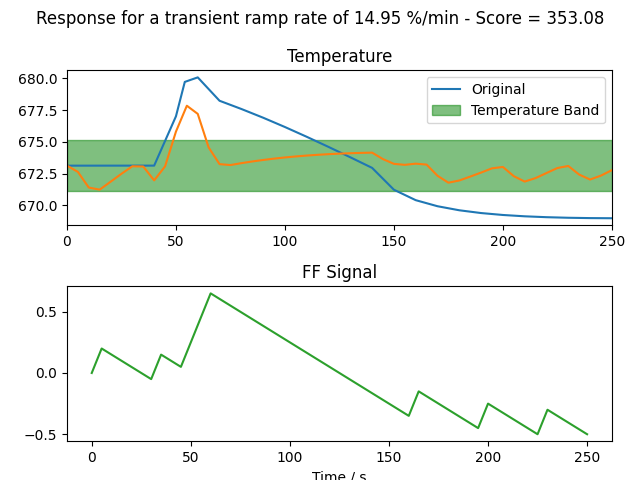 Response for a transient ramp rate of 14.95 %/min - Score = 353.08
Temperature
680.0
677.5
675.0
672.5
670.0
Original
Temperature Band
0 50 100 150 200 250
FF Signal
0.5
0.0
−0.5
0 50 100 150 200 250
Time / s